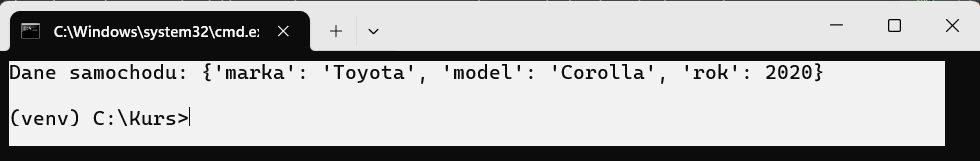 C:\Windows\system32\cmd.e
Dane samochodu: {'marka': 'Toyota', 'model': 'Corolla', 'rok': 2020}
(venv) C:\Kurs>